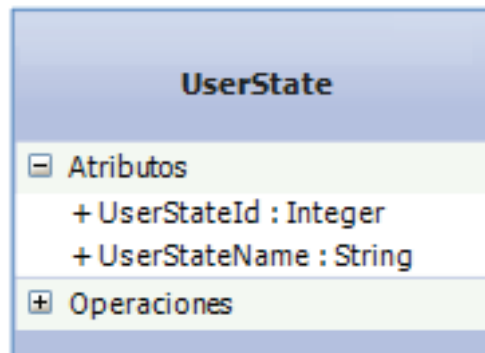 UserState
Atributos
+ UserStateId : Integer
+ UserStateName : String
Operaciones